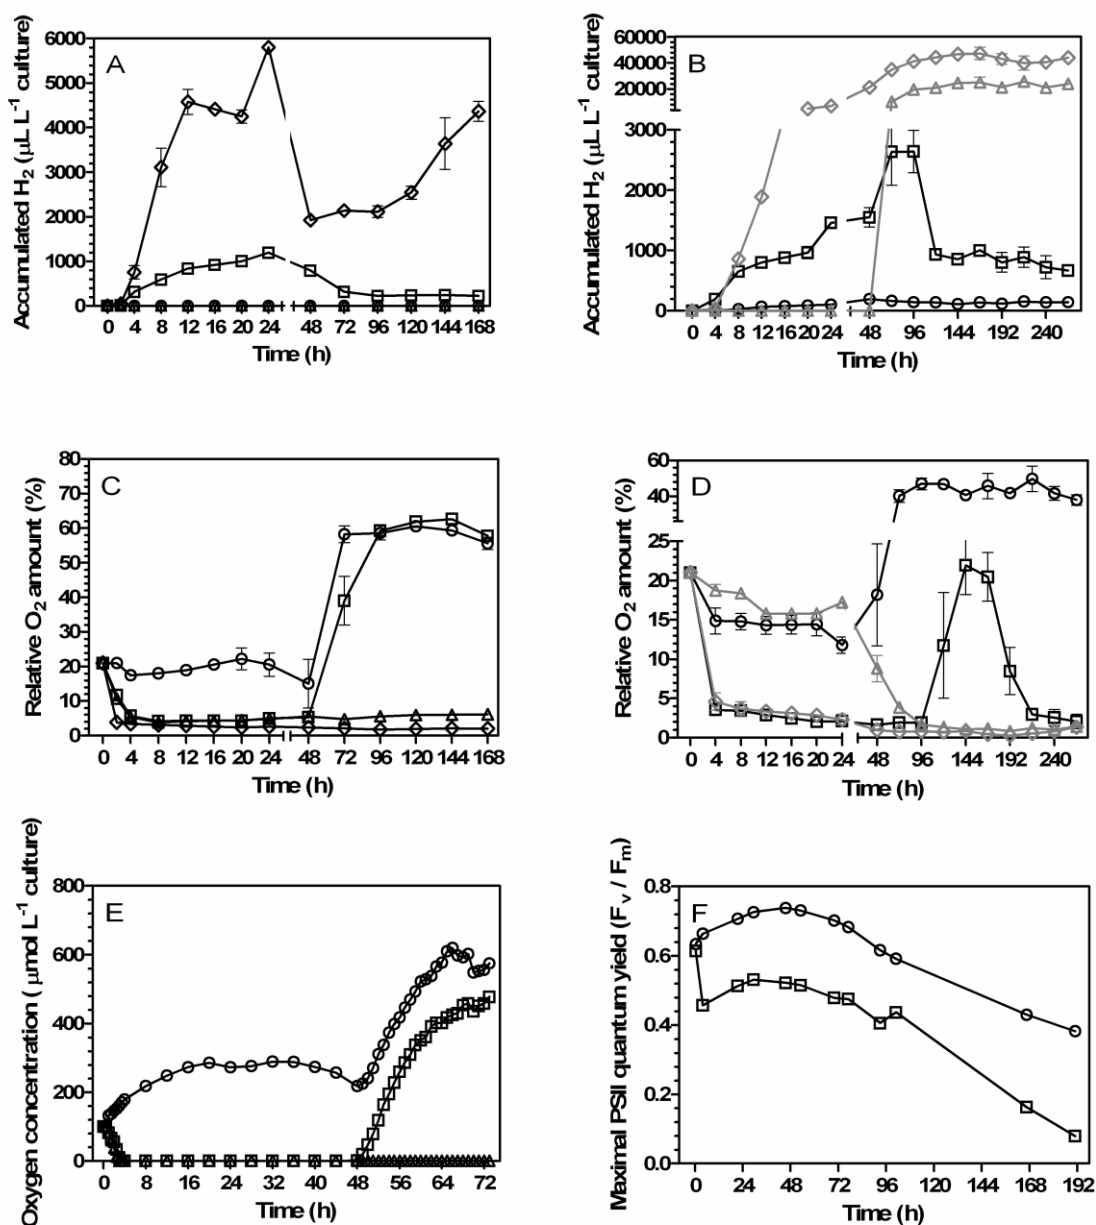 A
Accumulated H2 (μL L-1 culture)
6000
5000
4000
3000
2000
1000
0
0 4 8 12 16 20 24 48 72 96 120 144 168
Time (h)
B
Accumulated H2 (μL L-1 culture)
60000
40000
20000
3000
2000
1000
0
0 4 8 12 16 20 24 48 96 144 192 240
Time (h)
C
Relative O2 amount (%)
80
70
60
50
40
30
20
10
0
0 4 8 12 16 20 24 48 72 96 120 144 168
Time (h)
D
Relative O2 amount (%)
60
40
25
20
15
10
5
0
0 4 8 12 16 20 24 48 96 144 192 240
Time (h)
E
Oxygen concentration ( μmol L-1 culture)
800
600
400
200
0
0 8 16 24 32 40 48 56 64 72
Time (h)
F
Maximal PSII quantum yield (Fv / Fm)
0.8
0.6
0.4
0.2
0.0
0 24 48 72 96 120 144 168 192
Time (h)